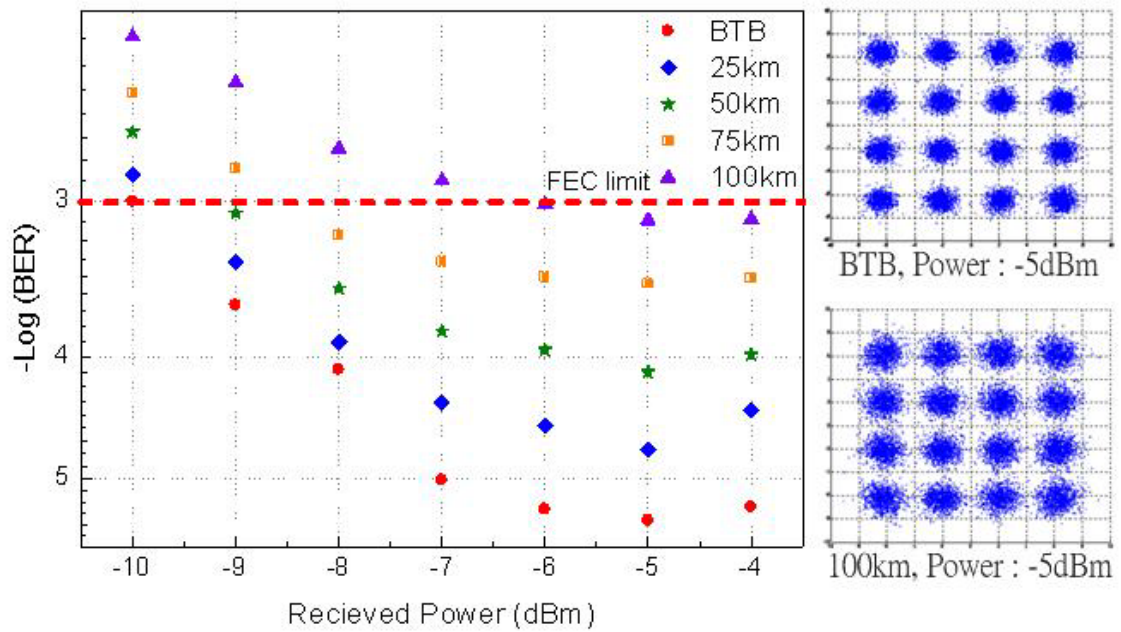 BTB
25km
50km
75km
100km
FEC limit
3
4
5
-Log (BER)
-10 -9 -8 -7 -6 -5 -4
Recieved Power (dBm)
BTB, Power : -5dBm
100km, Power : -5dBm